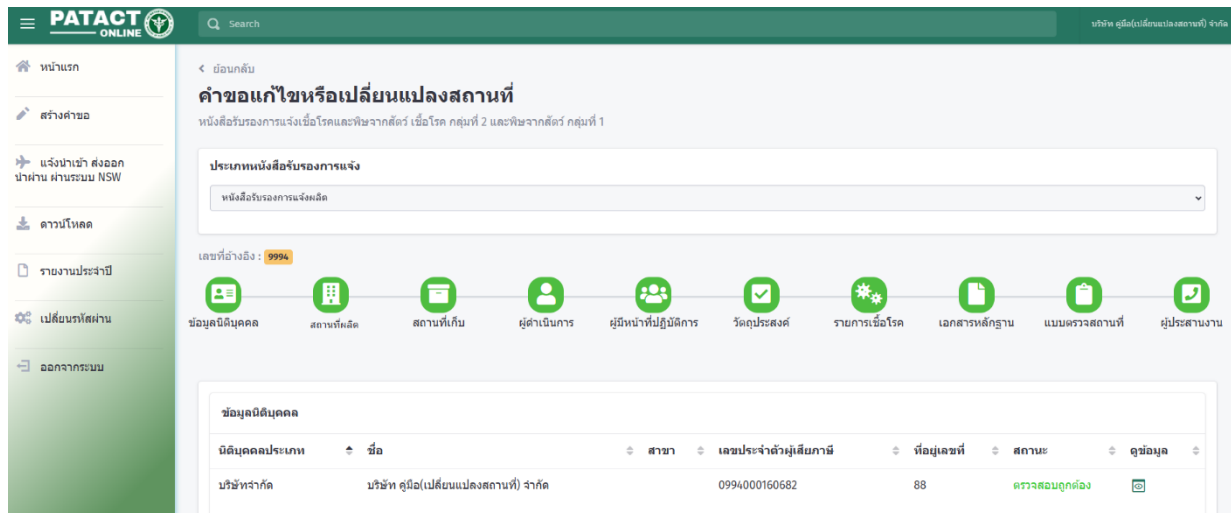 PATACT
ONLINE
Search
บริษัท คู่มือ(เปลี่ยนแปลงสถานที่) จำกัด
หน้าแรก
สร้างคำขอ
แจ้งนำเข้า ส่งออก
นำผ่าน ผ่านระบบ NSW
ดาวน์โหลด
รายงานประจำปี
เปลี่ยนรหัสผ่าน
ออกจากระบบ
ย้อนกลับ
คำขอแก้ไขหรือเปลี่ยนแปลงสถานที่
หนังสือรับรองการแจ้งเชื้อโรคและพิษจากสัตว์ เชื้อโรค กลุ่มที่ 2 และพิษจากสัตว์ กลุ่มที่ 1
ประเภทหนังสือรับรองการแจ้ง
หนังสือรับรองการแจ้งผลิต
เลขที่อ้างอิง : 9994
ข้อมูลนิติบุคคล สถานที่ผลิต สถานที่เก็บ ผู้ดำเนินการ ผู้มีหน้าที่ปฏิบัติการ วัตถุประสงค์ รายการเชื้อโรค เอกสารหลักฐาน แบบตรวจสถานที่ ผู้ประสานงาน
ข้อมูลนิติบุคคล
นิติบุคคลประเภท ชื่อ สาขา เลขประจำตัวผู้เสียภาษี ที่อยู่เลขที่ สถานะ ดูข้อมูล
บริษัทจำกัด บริษัท คู่มือ(เปลี่ยนแปลงสถานที่) จำกัด 0994000160682 88 ตรวจสอบถูกต้อง